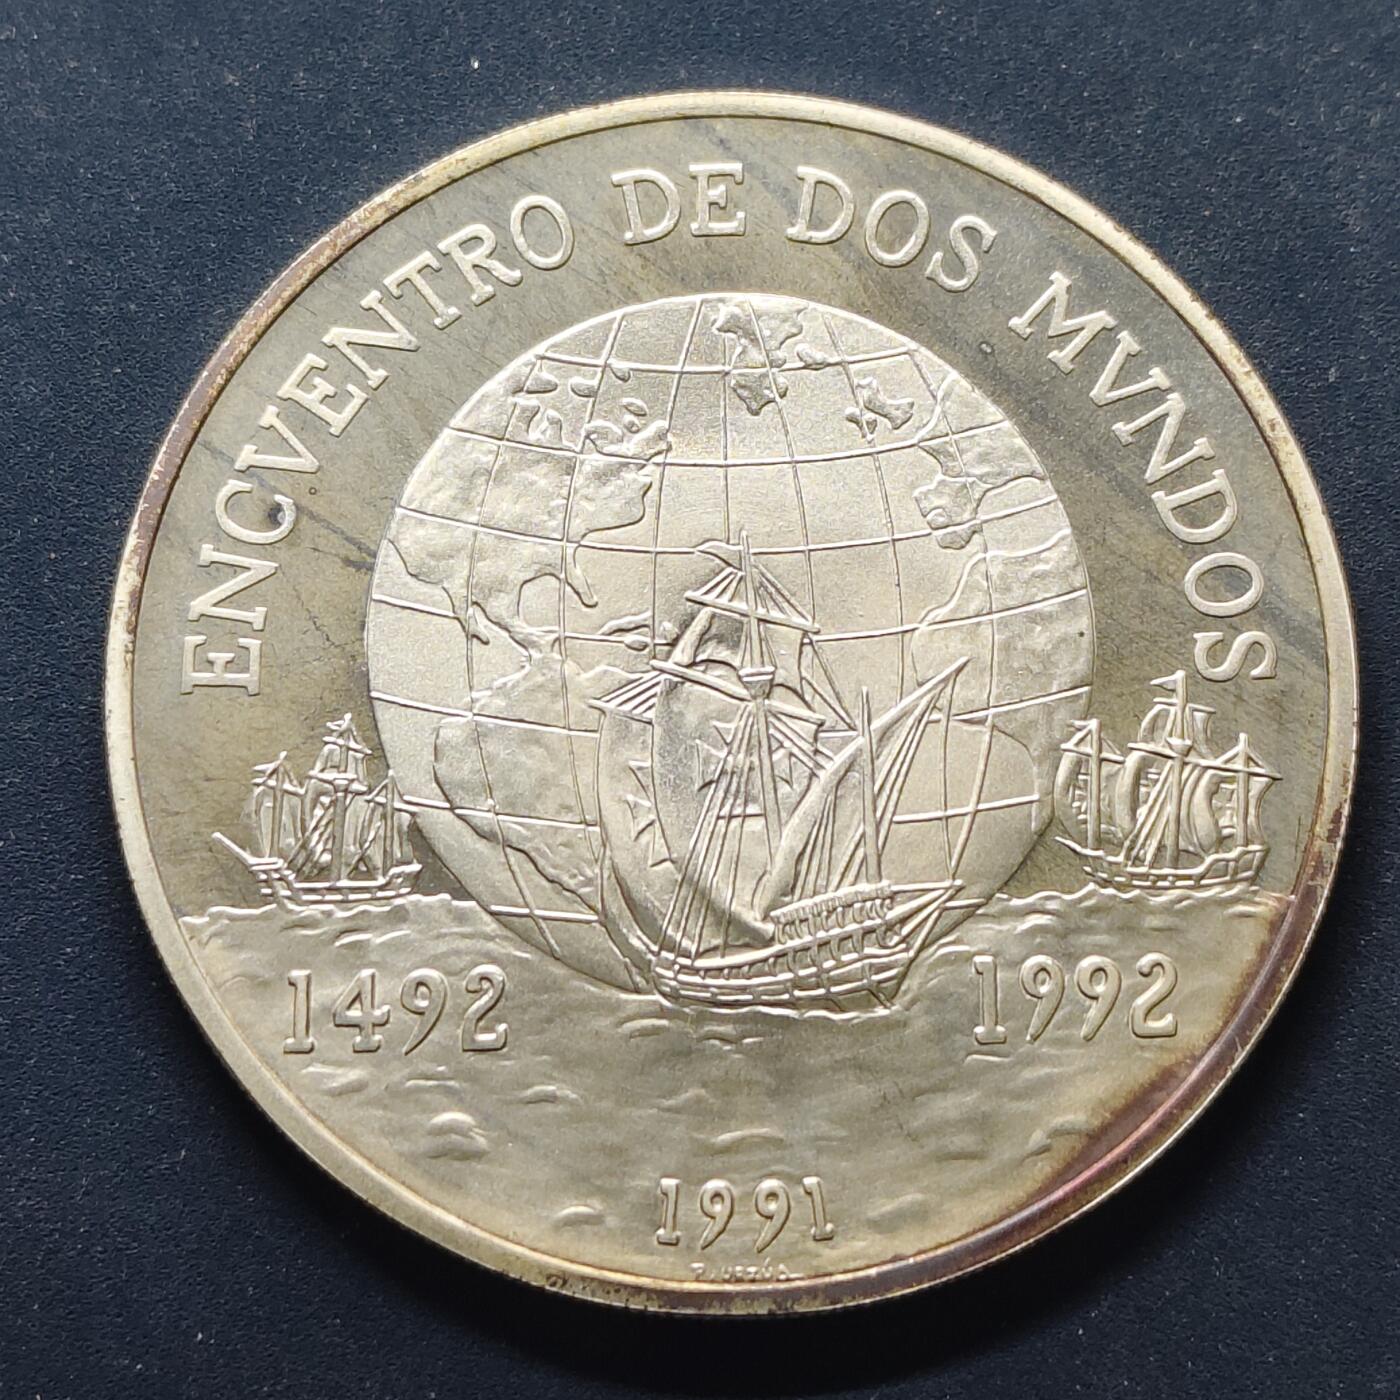 ENCVENTRO DE DOS MVNDOS
1492
1992
1991